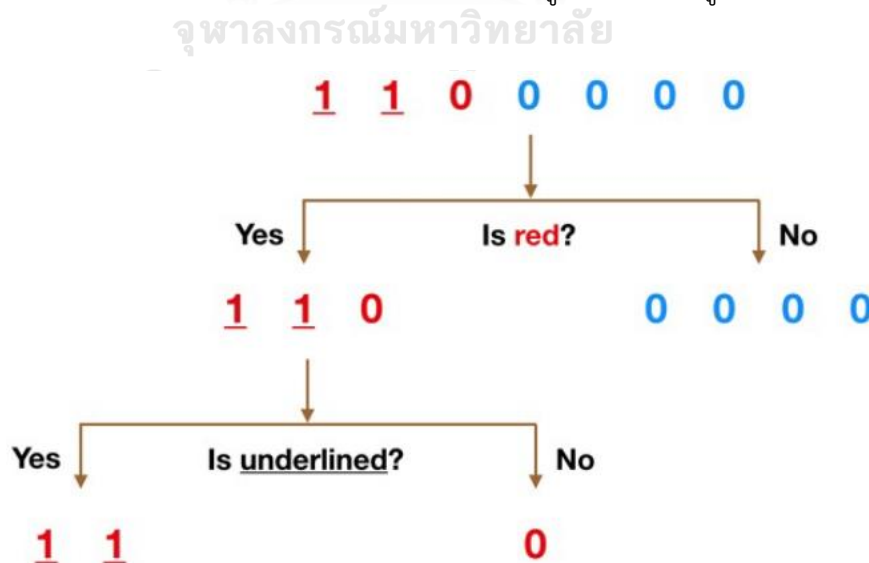 จุฬาลงกรณ์มหาวิทยาลัย
1 1 0 0 0 0 0
Yes Is red? No
1 1 0 0 0 0 0
Yes Is underlined? No
1 1 0